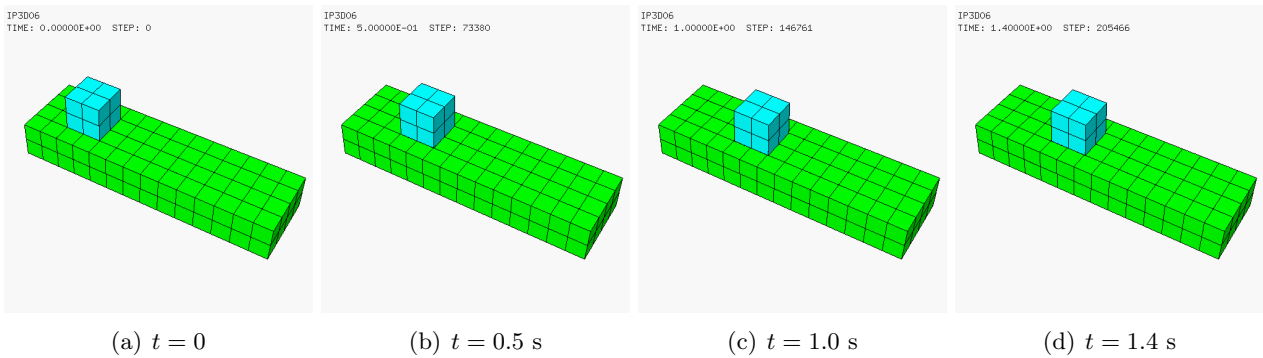 IP3D06
TIME: 0.00000E+00 STEP: 0
IP3D06
TIME: 5.00000E-01 STEP: 73380
IP3D06
TIME: 1.00000E+00 STEP: 146761
IP3D06
TIME: 1.40000E+00 STEP: 205466
(a) t = 0
(b) t = 0.5 s
(c) t = 1.0 s
(d) t = 1.4 s